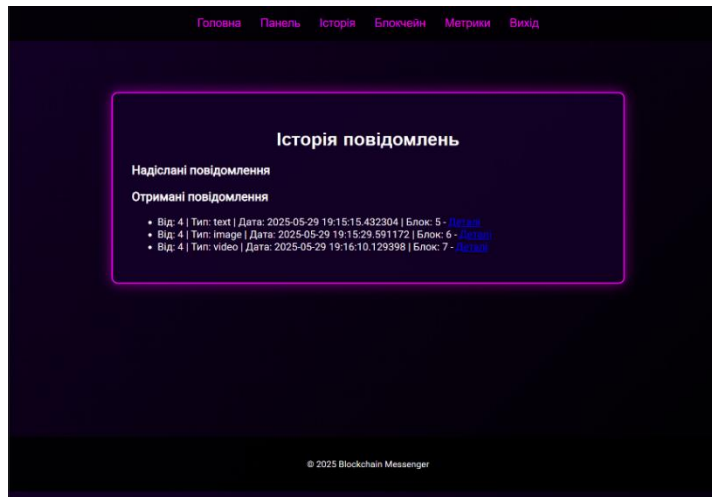 Головна Панель Історія Блокчейн Метрики Вихід
Історія повідомлень
Надіслані повідомлення
Отримані повідомлення
• Від: 4 | Тип: text | Дата: 2025-05-29 19:15:15.432304 | Блок: 5 - Деталі
• Від: 4 | Тип: image | Дата: 2025-05-29 19:15:29.591172 | Блок: 6 - Деталі
• Від: 4 | Тип: video | Дата: 2025-05-29 19:16:10.129398 | Блок: 7 - Деталі
© 2025 Blockchain Messenger